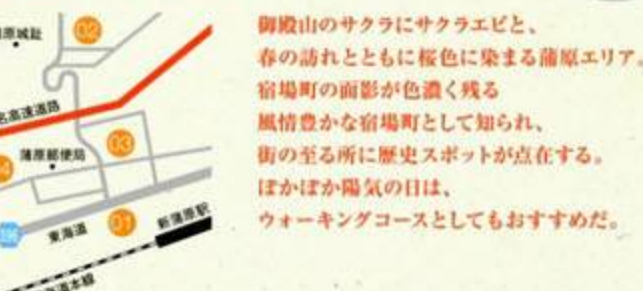 御殿山のサクラにサクラエビと、
春の訪れとともに桜色に染まる蒲原エリア。
宿場町の面影が色濃く残る
風情豊かな宿場町として知られ、
街の至る所に歴史スポットが点在する。
ぽかぽか陽気の日は、
ウォーキングコースとしてもおすすめだ。
原城趾
02
名高速道路
蒲原郵便局
03
4
396
東海道
01
新蒲原駅
道本線